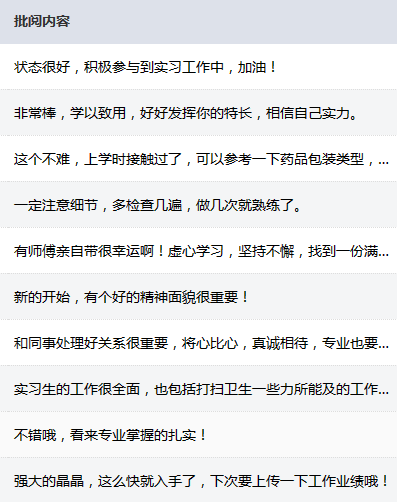 批阅内容
状态很好，积极参与到实习工作中，加油！
非常棒，学以致用，好好发挥你的特长，相信自己实力。
这个不难，上学时接触过了，可以参考一下药品包装类型，...
一定注意细节，多检查几遍，做几次就熟练了。
有师傅亲自带很幸运啊！虚心学习，坚持不懈，找到一份满...
新的开始，有个好的精神面貌很重要！
和同事处理好关系很重要，将心比心，真诚相待，专业也要...
实习生的工作很全面，也包括打扫卫生一些力所能及的工作...
不错哦，看来专业掌握的扎实！
强大的晶晶，这么快就入手了，下次要上传一下工作业绩哦！